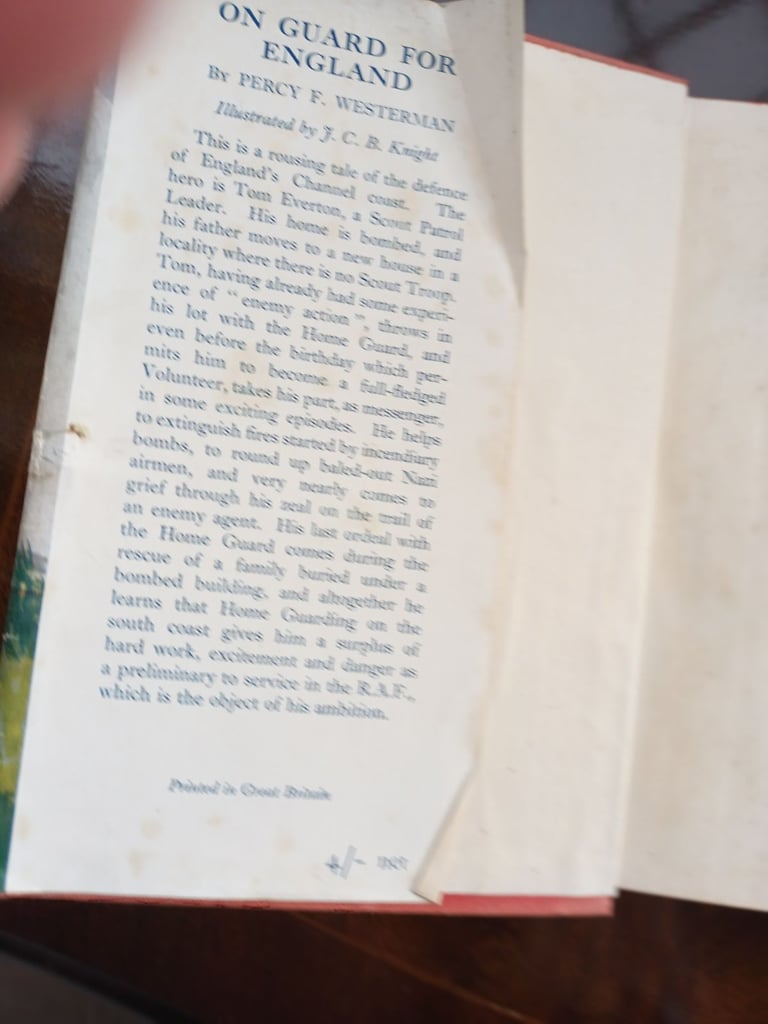 ON GUARD FOR
ENGLAND
By PERCY F. WESTERMAN
Illustrated by J. C. B. Knight
This is a rousing tale of the defence
of England's Channel coast. The
hero is Tom Everton, a Scout Patrol
Leader. His home is bombed, and
his father moves to a new house in a
locality where there is no Scout Troop.
Tom, having already had some experi-
ence of "enemy action", throws in
his lot with the Home Guard, and
even before the birthday which per-
mits him to become a full-fledged
Volunteer, takes his part, as messenger,
in some exciting episodes. He helps
to extinguish fires started by incendiary
bombs, to round up baled-out Nazi
airmen, and very nearly comes to
grief through his zeal on the trail of
an enemy agent. His last ordeal with
the Home Guard comes during the
rescue of a family buried under a
bombed building, and altogether he
learns that Home Guarding on the
south coast gives him a surplus of
hard work, excitement and danger as
a preliminary to service in the R.A.F.,
which is the object of his ambition.
Printed in Great Britain
4/- net